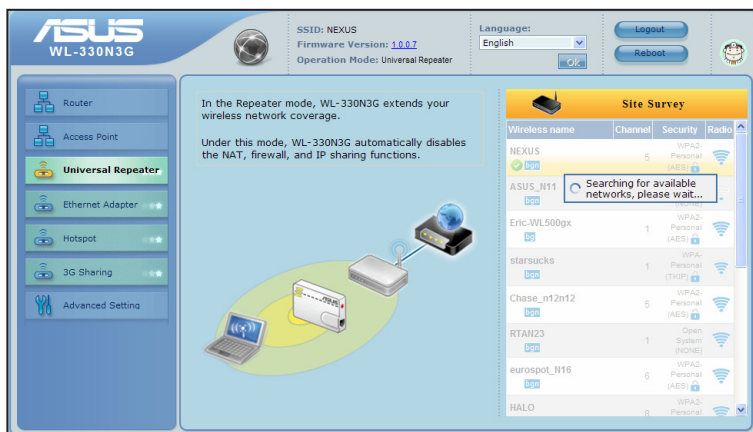 ASUS
WL-330N3G
SSID: NEXUS
Firmware Version: 1.0.0.7
Operation Mode: Universal Repeater
Language:
English
Ok
Logout
Reboot
Router
Access Point
Universal Repeater
Ethernet Adapter
Hotspot
3G Sharing
Advanced Setting
In the Repeater mode, WL-330N3G extends your
wireless network coverage.
Under this mode, WL-330N3G automatically disables
the NAT, firewall, and IP sharing functions.
Site Survey
Wireless name Channel Security Radio
NEXUS
bgn
5
WPA2-
Personal
(AES)
ASUS_N11
bgn
(NONE)
Searching for available
networks, please wait...
Eric-WL500gx
bg
1
WPA2-
Personal
(AES)
starsucks
bgn
1
WPA-
Personal
(TKIP)
Chase_n12n12
bgn
5
WPA2-
Personal
(AES)
RTAN23
bgn
1
Open
System
(NONE)
eurospot_N16
bgn
6
WPA2-
Personal
(AES)
HALO
8
WPA2-
Personal